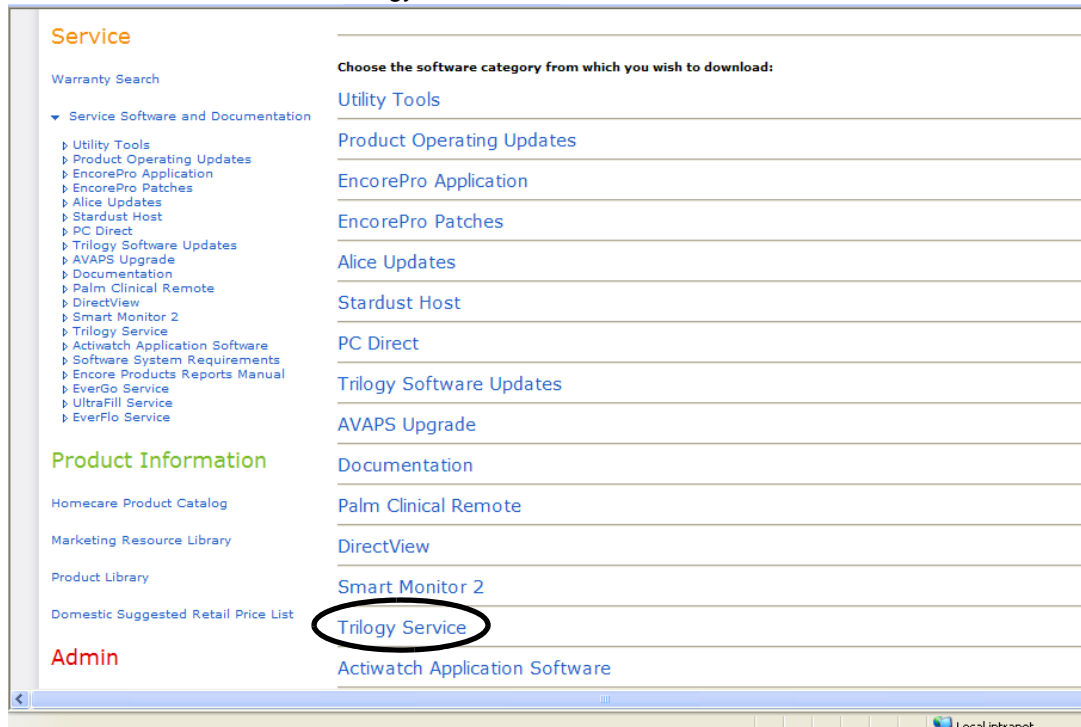 Service
Warranty Search
Service Software and Documentation
Utility Tools
Product Operating Updates
EncorePro Application
EncorePro Patches
Alice Updates
Stardust Host
PC Direct
Trilogy Software Updates
AVAPS Upgrade
Documentation
Palm Clinical Remote
DirectView
Smart Monitor 2
Trilogy Service
Actiwatch Application Software
Software System Requirements
Encore Products Reports Manual
EverGo Service
UltraFill Service
EverFlo Service
Product Information
Homecare Product Catalog
Marketing Resource Library
Product Library
Domestic Suggested Retail Price List
Admin
Choose the software category from which you wish to download:
Utility Tools
Product Operating Updates
EncorePro Application
EncorePro Patches
Alice Updates
Stardust Host
PC Direct
Trilogy Software Updates
AVAPS Upgrade
Documentation
Palm Clinical Remote
DirectView
Smart Monitor 2
Trilogy Service
Actiwatch Application Software
Local intranet